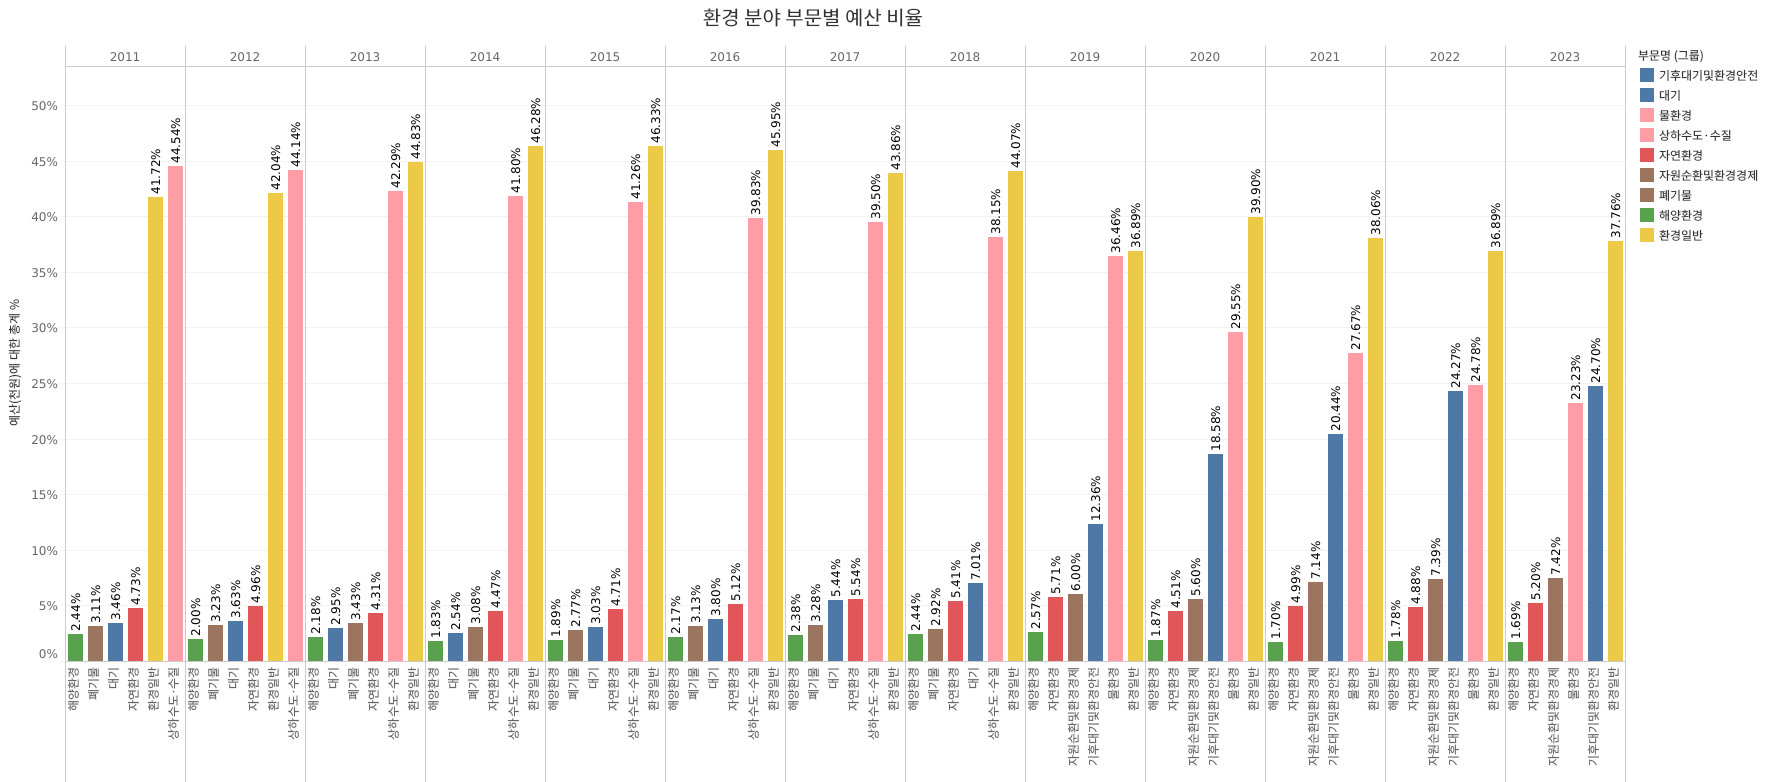 환경 분야 부문별 예산 비율
2011 2012 2013 2014 2015 2016 2017 2018 2019 2020 2021 2022 2023
예산(천원)에 대한 총계 %
50%
45%
40%
35%
30%
25%
20%
15%
10%
5%
0%
2.44% 3.11% 3.46% 4.73% 41.72% 44.54%
2.00% 3.23% 3.63% 4.96% 42.04% 44.14%
2.18% 2.95% 3.43% 4.31% 42.29% 44.83%
1.83% 2.54% 3.08% 4.47% 41.80% 46.28%
1.89% 2.77% 3.03% 4.71% 41.26% 46.33%
2.17% 3.13% 3.80% 5.12% 39.83% 45.95%
2.38% 3.28% 5.44% 5.54% 39.50% 43.86%
2.44% 2.92% 5.41% 7.01% 38.15% 44.07%
2.57% 5.71% 6.00% 12.36% 36.46% 36.89%
1.87% 4.51% 5.60% 18.58% 29.55% 39.90%
1.70% 4.99% 7.14% 20.44% 27.67% 38.06%
1.78% 4.88% 7.39% 24.27% 24.78% 36.89%
1.69% 5.20% 7.42% 23.23% 24.70% 37.76%
해양환경 폐기물 대기 자연환경 환경일반 상하수도·수질
해양환경 폐기물 대기 자연환경 환경일반 상하수도·수질
해양환경 대기 폐기물 자연환경 상하수도·수질 환경일반
해양환경 대기 폐기물 자연환경 상하수도·수질 환경일반
해양환경 폐기물 대기 자연환경 상하수도·수질 환경일반
해양환경 폐기물 대기 자연환경 상하수도·수질 환경일반
해양환경 폐기물 대기 자연환경 상하수도·수질 환경일반
해양환경 폐기물 자연환경 대기 상하수도·수질 환경일반
해양환경 자연환경 자원순환및환경경제 기후대기및환경안전 물환경 환경일반
해양환경 자연환경 자원순환및환경경제 기후대기및환경안전 물환경 환경일반
해양환경 자연환경 자원순환및환경경제 기후대기및환경안전 물환경 환경일반
해양환경 자연환경 자원순환및환경경제 기후대기및환경안전 물환경 환경일반
해양환경 자연환경 자원순환및환경경제 물환경 기후대기및환경안전 환경일반
부문명 (그룹)
기후대기및환경안전
대기
물환경
상하수도·수질
자연환경
자원순환및환경경제
폐기물
해양환경
환경일반